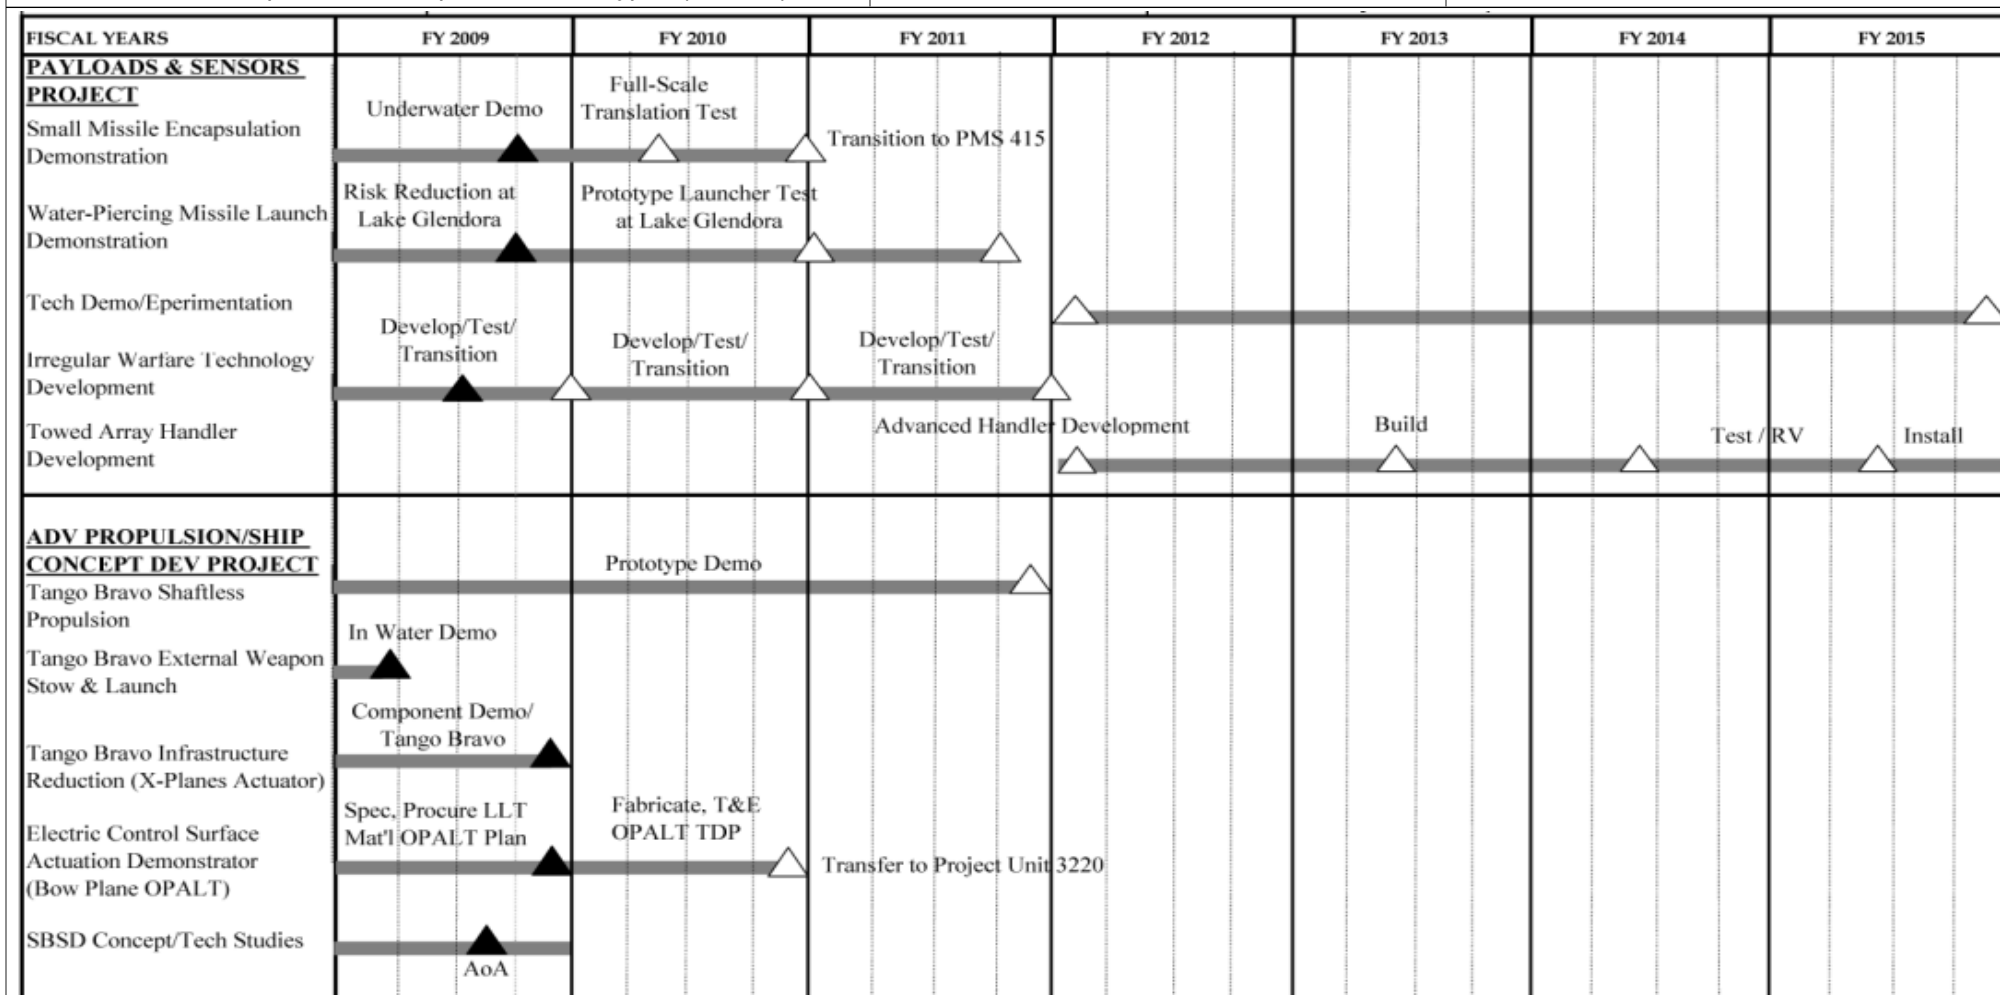 FISCAL YEARS FY 2009 FY 2010 FY 2011 FY 2012 FY 2013 FY 2014 FY 2015
PAYLOADS & SENSORS
PROJECT
Small Missile Encapsulation
Demonstration
Underwater Demo
Full-Scale
Translation Test
Transition to PMS 415
Water-Piercing Missile Launch
Demonstration
Risk Reduction at
Lake Glendora
Prototype Launcher Test
at Lake Glendora
Tech Demo/Eperimentation
Irregular Warfare Technology
Development
Develop/Test/
Transition
Develop/Test/
Transition
Develop/Test/
Transition
Towed Array Handler
Development
Advanced Handler Development
Build
Test / RV
Install
ADV PROPULSION/SHIP
CONCEPT DEV PROJECT
Tango Bravo Shaftless
Propulsion
Prototype Demo
Tango Bravo External Weapon
Stow & Launch
In Water Demo
Tango Bravo Infrastructure
Reduction (X-Planes Actuator)
Component Demo/
Tango Bravo
Electric Control Surface
Actuation Demonstrator
(Bow Plane OPALT)
Spec, Procure LLT
Mat'l OPALT Plan
Fabricate, T&E
OPALT TDP
Transfer to Project Unit 3220
SBSD Concept/Tech Studies
AoA